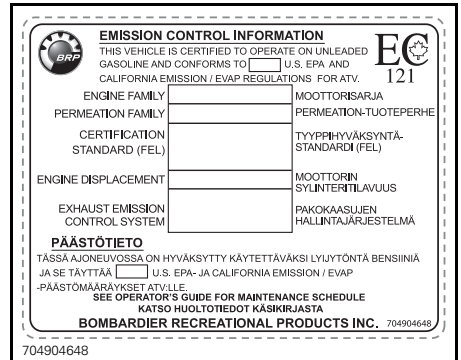 EMISSION CONTROL INFORMATION
THIS VEHICLE IS CERTIFIED TO OPERATE ON UNLEADED
GASOLINE AND CONFORMS TO U.S. EPA AND
CALIFORNIA EMISSION / EVAP REGULATIONS FOR ATV.
BRP
EC
121
ENGINE FAMILY MOOTTORISARJA
PERMEATION FAMILY PERMEATION-TUOTEPERHE
CERTIFICATION TYYPPIHYVÄKSYNTÄ-
STANDARD (FEL) STANDARDI (FEL)
ENGINE DISPLACEMENT MOOTTORIN
SYLINTERITILAVUUS
EXHAUST EMISSION PAKOKAASUJEN
CONTROL SYSTEM HALLINTAJÄRJESTELMÄ
PÄÄSTÖTIETO
TÄSSÄ AJONEUVOSSA ON HYVÄKSYTTY KÄYTETTÄVÄKSI LYIJYTÖNTÄ BENSIINIÄ
JA SE TÄYTTÄÄ U.S. EPA- JA CALIFORNIA EMISSION / EVAP
-PÄÄSTÖMÄÄRÄYKSET ATV:LLE.
SEE OPERATOR'S GUIDE FOR MAINTENANCE SCHEDULE
KATSO HUOLTOTIEDOT KÄSIKIRJASTA
BOMBARDIER RECREATIONAL PRODUCTS INC. 704904648
704904648